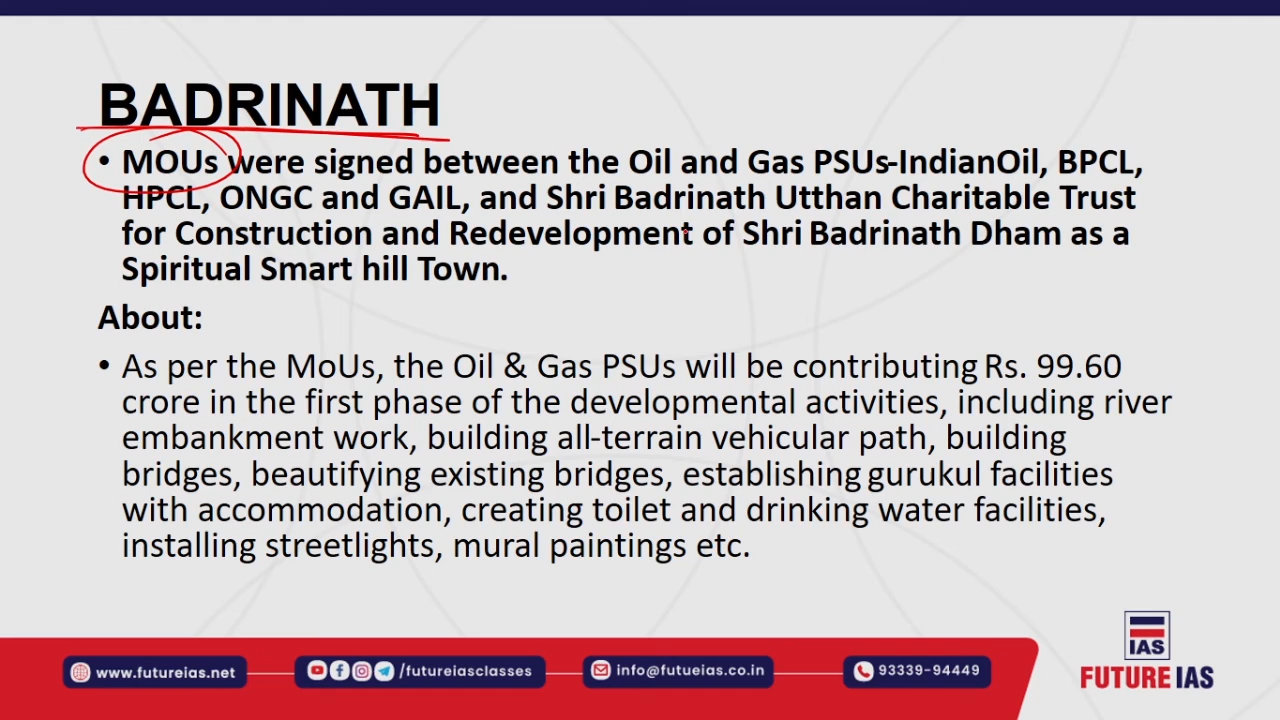 BADRINATH
• MOUs were signed between the Oil and Gas PSUs-IndianOil, BPCL,
HPCL, ONGC and GAIL, and Shri Badrinath Utthan Charitable Trust
for Construction and Redevelopment of Shri Badrinath Dham as a
Spiritual Smart hill Town.
About:
• As per the MoUs, the Oil & Gas PSUs will be contributing Rs. 99.60
crore in the first phase of the developmental activities, including river
embankment work, building all-terrain vehicular path, building
bridges, beautifying existing bridges, establishing gurukul facilities
with accommodation, creating toilet and drinking water facilities,
installing streetlights, mural paintings etc.
IAS
FUTURE IAS
www.futureias.net
/futureiasclasses
info@futueias.co.in
93339-94449